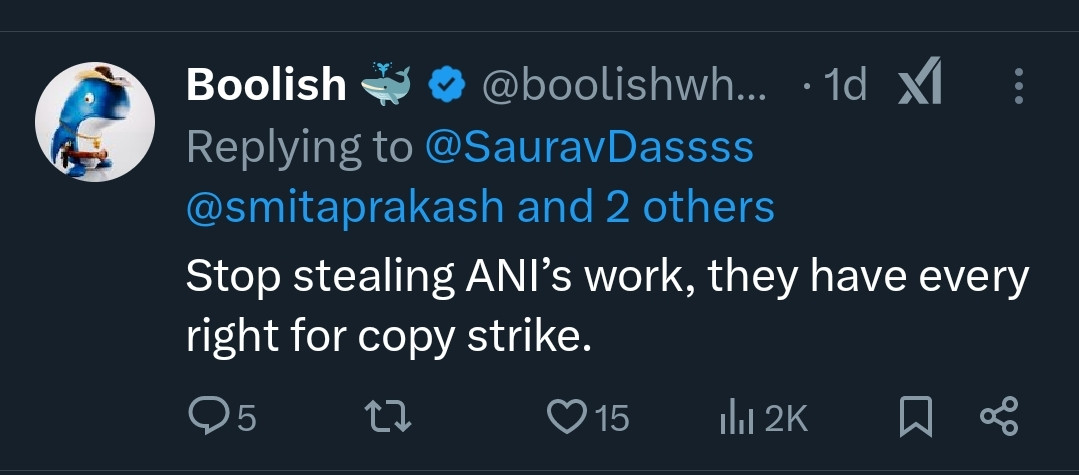 Boolish 🐳 @boolishwh... · 1d
Replying to @SauravDassss
@smitaprakash and 2 others
Stop stealing ANI’s work, they have every
right for copy strike.
5 15 2K